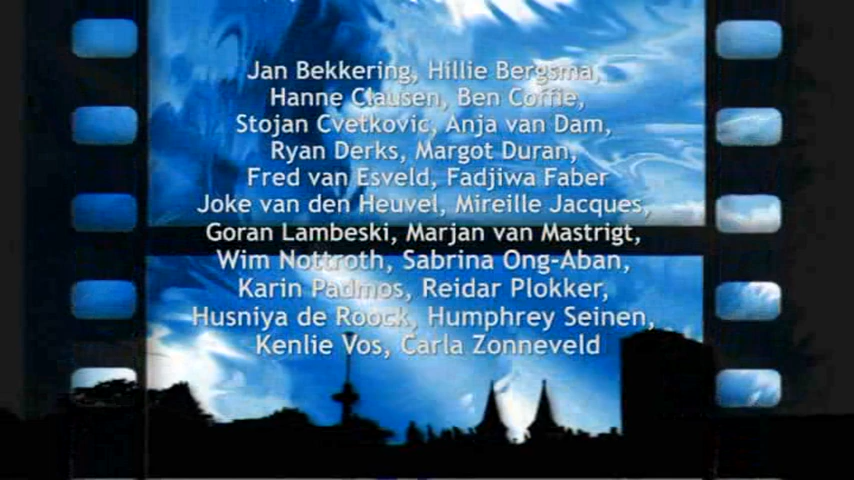 Jan Bekkering, Hillie Bergsma,
Hanne Clausen, Ben Coffie,
Stojan Cvetkovic, Anja van Dam,
Ryan Derks, Margot Duran,
Fred van Esveld, Fadjiwa Faber
Joke van den Heuvel, Mireille Jacques,
Goran Lambeski, Marjan van Mastrigt,
Wim Nottroth, Sabrina Ong-Aban,
Karin Padmos, Reidar Plokker,
Husniya de Roock, Humphrey Seinen,
Kenlie Vos, Carla Zonneveld